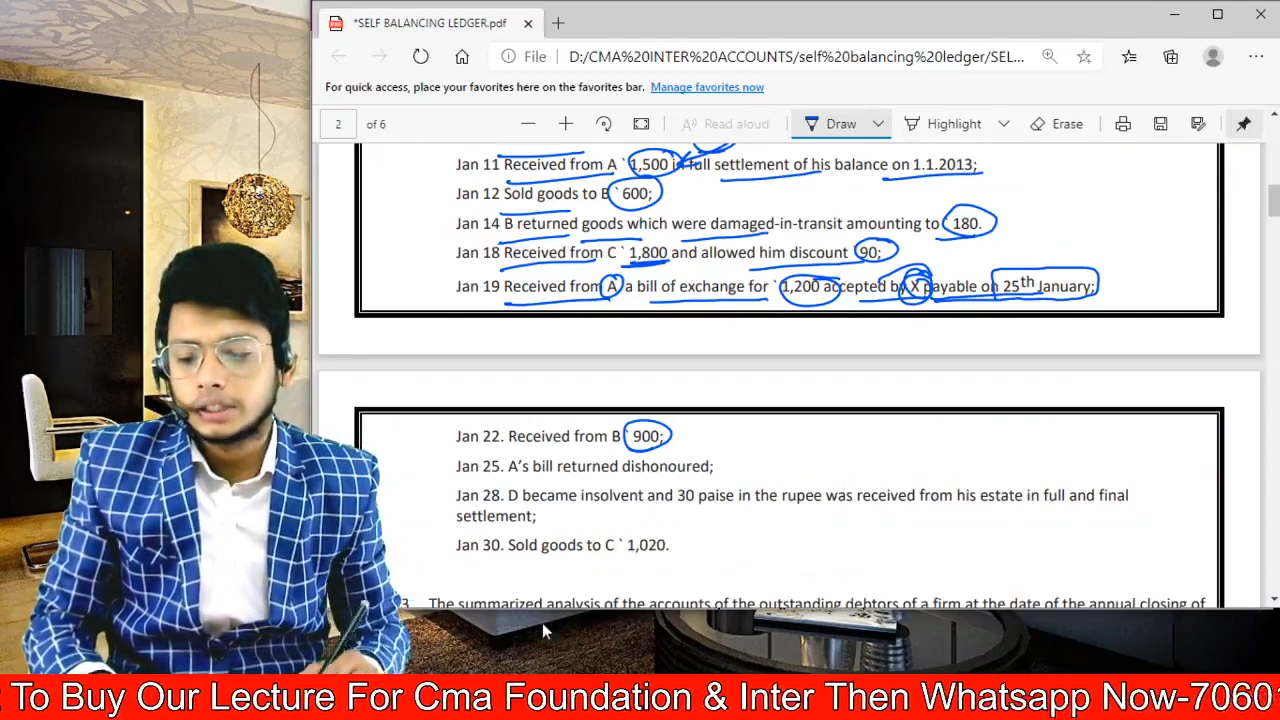 *SELF BALANCING LEDGER.pdf
File D:/CMA%20INTER%20ACCOUNTS/self%20balancing%20ledger/SEL...
For quick access, place your favorites here on the favorites bar. Manage favorites now
2 of 6 Read aloud Draw Highlight Erase
Jan 11 Received from A ` 1,500 in full settlement of his balance on 1.1.2013;
Jan 12 Sold goods to B ` 600;
Jan 14 B returned goods which were damaged-in-transit amounting to 180.
Jan 18 Received from C ` 1,800 and allowed him discount 90;
Jan 19 Received from A a bill of exchange for ` 1,200 accepted by X payable on 25th January;
Jan 22. Received from B ` 900;
Jan 25. A's bill returned dishonoured;
Jan 28. D became insolvent and 30 paise in the rupee was received from his estate in full and final
settlement;
Jan 30. Sold goods to C ` 1,020.
3 The summarized analysis of the accounts of the outstanding debtors of a firm at the date of the annual closing of
To Buy Our Lecture For Cma Foundation & Inter Then Whatsapp Now-7060